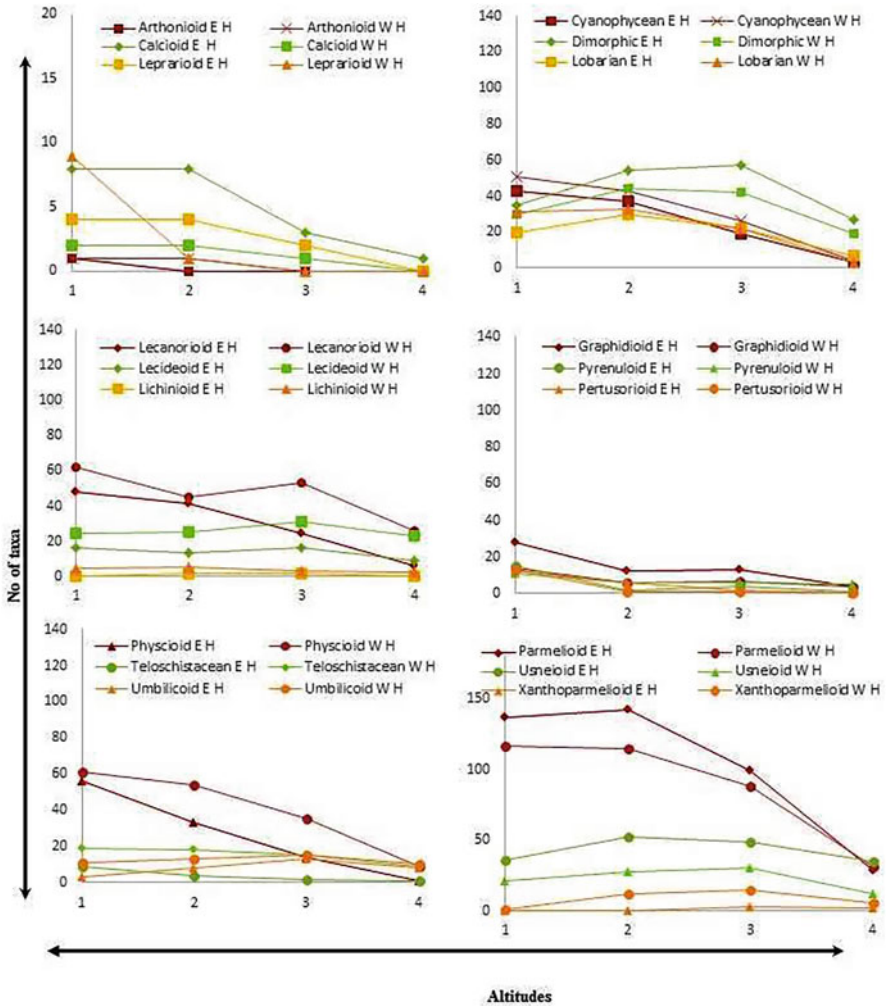 Arthonioid E H Arthonioid W H
Calcioid E H Calcioid W H
Leprarioid E H Leprarioid W H
20
15
10
5
0
1 2 3 4
Cyanophycean E H Cyanophycean W H
Dimorphic E H Dimorphic W H
Lobarian E H Lobarian W H
140
120
100
80
60
40
20
0
1 2 3 4
Lecanorioid E H Lecanorioid W H
Lecideoid E H Lecideoid W H
Lichinioid E H Lichinioid W H
140
120
100
80
60
40
20
0
1 2 3 4
Graphidioid E H Graphidioid W H
Pyrenuloid E H Pyrenuloid W H
Pertusorioid E H Pertusorioid W H
140
120
100
80
60
40
20
0
1 2 3 4
Physcioid E H Physcioid W H
Teloschistacean E H Teloschistacean W H
Umbilicoid E H Umbilicoid W H
140
120
100
80
60
40
20
0
1 2 3 4
Parmelioid E H Parmelioid W H
Usneioid E H Usneioid W H
Xanthoparmelioid E H Xanthoparmelioid W H
150
100
50
0
1 2 3 4
No of taxa
Altitudes